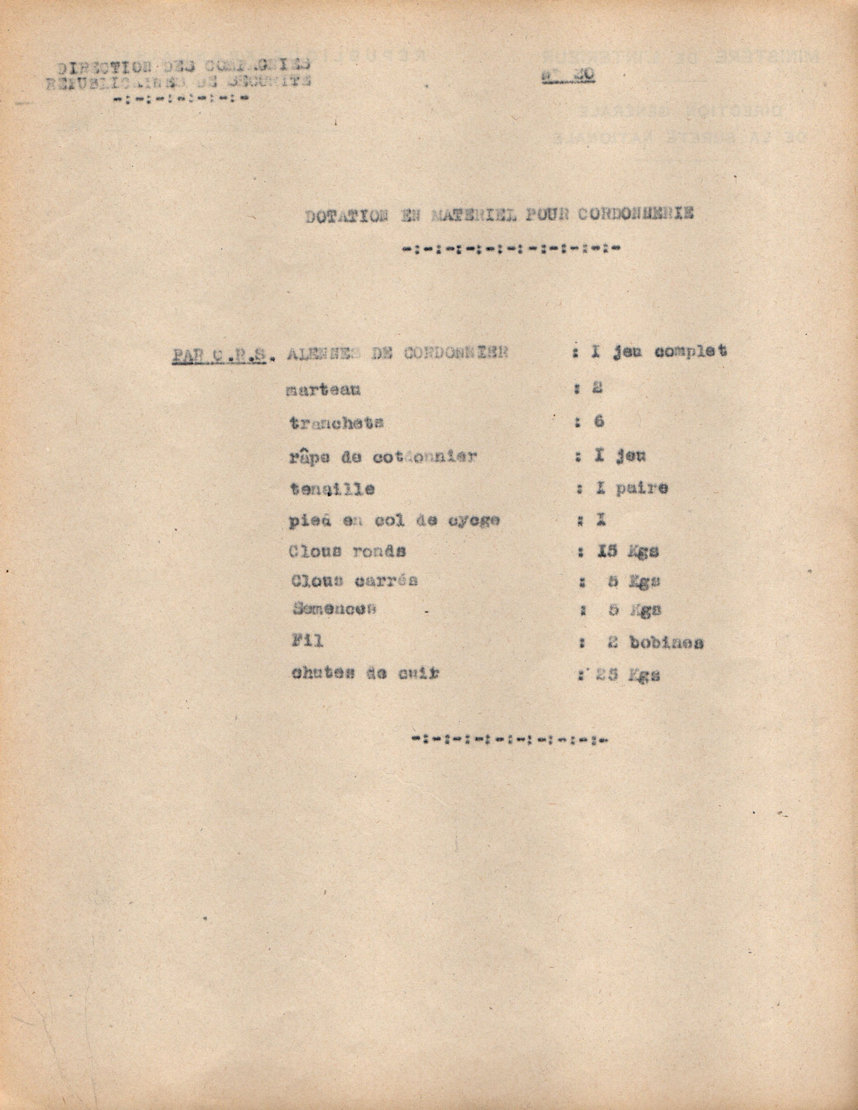 DIRECTION DES COMPAGNIES
REPUBLICAINES DE SECURITE
-:-:-:-:-:-:-
n° 20
DOTATION EN MATERIEL POUR CORDONNERIE
-:-:-:-:-:-:-:-:-:-:-
PAR C.R.S. ALENNES DE CORDONNIER : I jeu complet
marteau : 2
tranchets : 6
râpe de cotdonnier : I jeu
tenaille : I paire
pied en col de cycge : I
Clous ronds : I5 Kgs
Clous carrés : 5 Kgs
Semences : 5 Kgs
Fil : 2 bobines
chutes de cuir : 25 Kgs
-:-:-:-:-:-:-:-:-:-